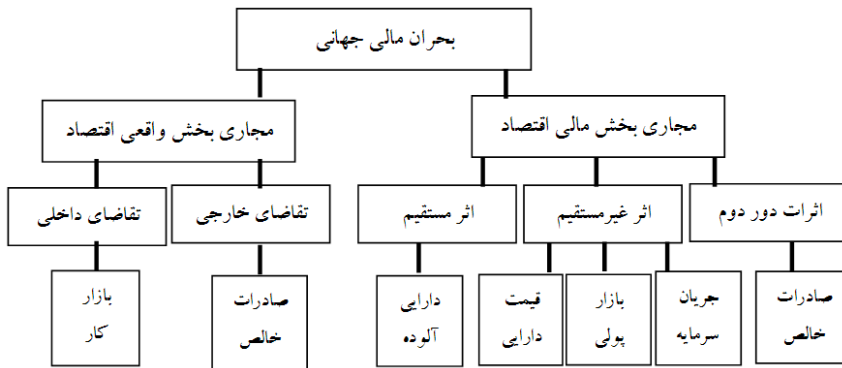 بحران مالی جهانی
مجاری بخش مالی اقتصاد
مجاری بخش واقعی اقتصاد
اثرات دور دوم
اثر غیرمستقیم
اثر مستقیم
تقاضای خارجی
تقاضای داخلی
صادرات
خالص
جریان
سرمایه
بازار
پولی
قیمت
دارایی
دارایی
آلوده
صادرات
خالص
بازار
کار